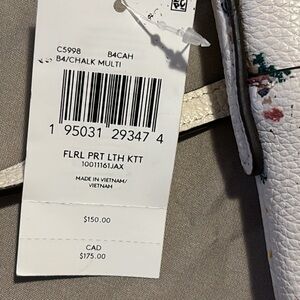 C5998 B4CAH
B4/CHALK MULTI
1 95031 29347 4
FLRL PRT LTH KTT
10011161JAX
MADE IN VIETNAM/
VIETNAM
$150.00
CAD
$175.00